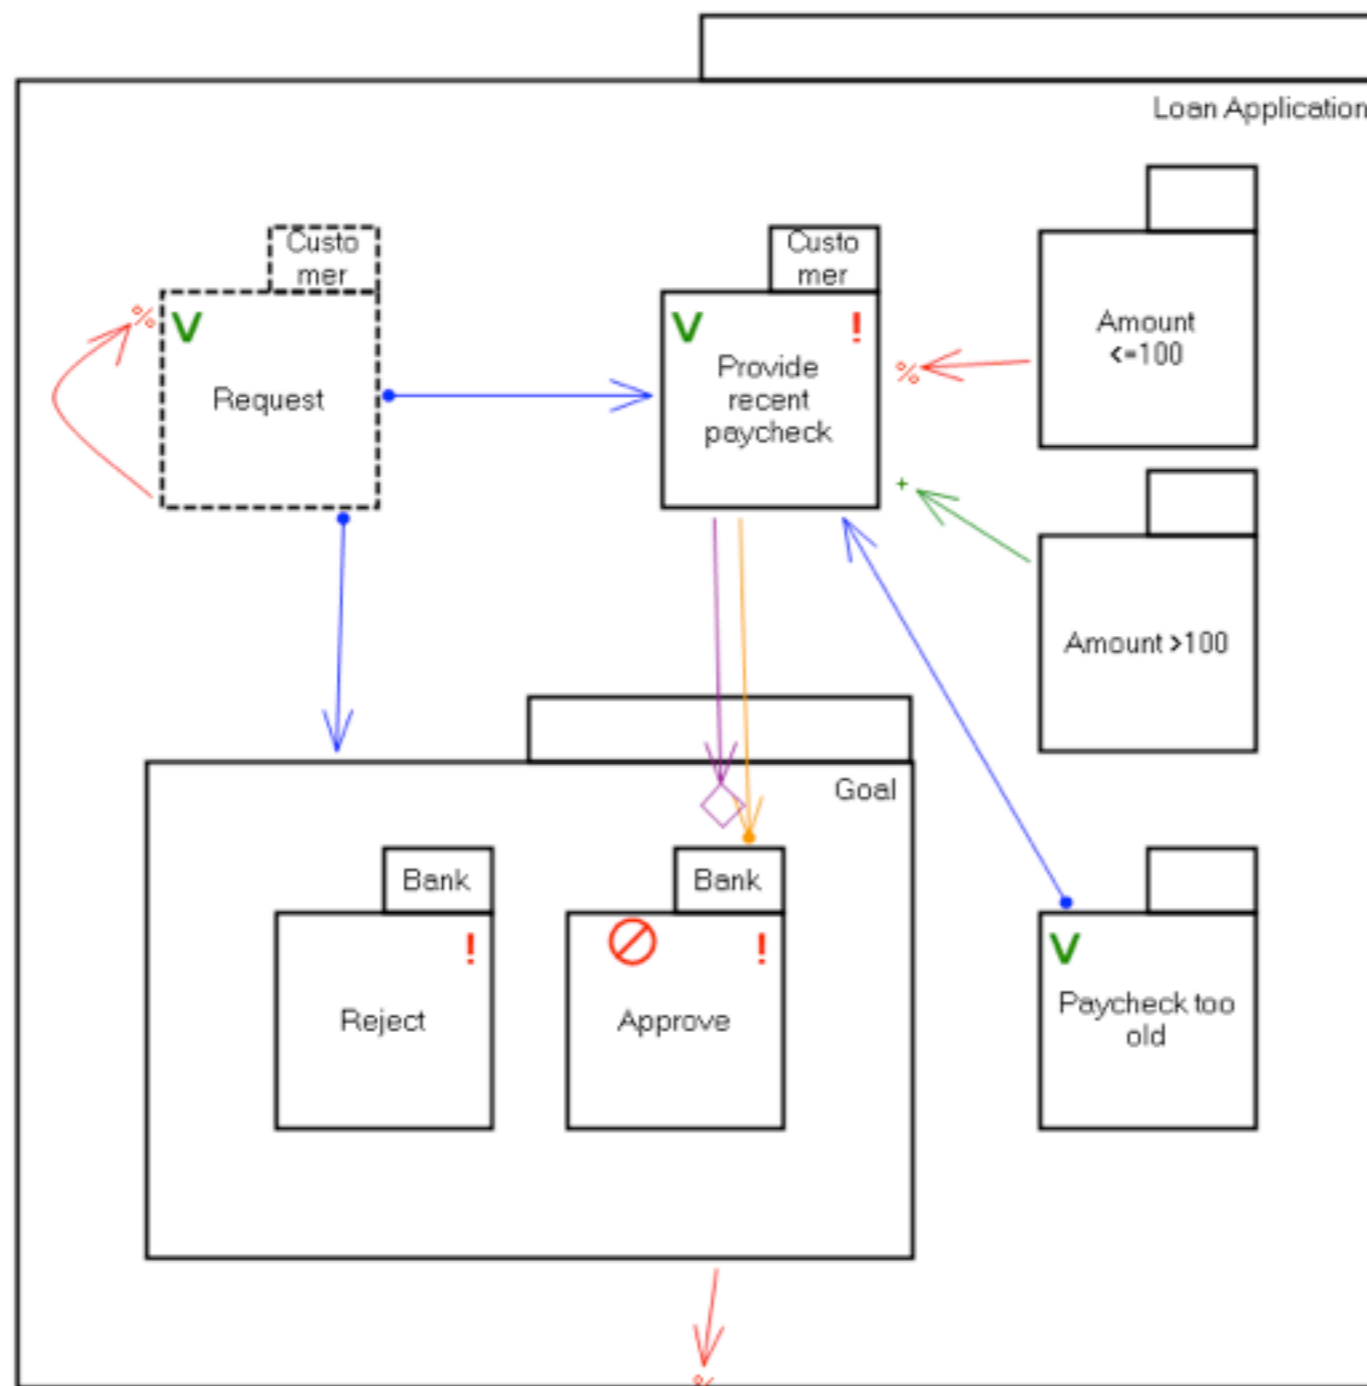 Loan Application
Custo
mer
V
Request
%
Custo
mer
V !
Provide
recent
paycheck
%
+
Amount
<=100
Amount >100
Goal
Bank
!
Reject
Bank
!
Approve
V
Paycheck too
old
%